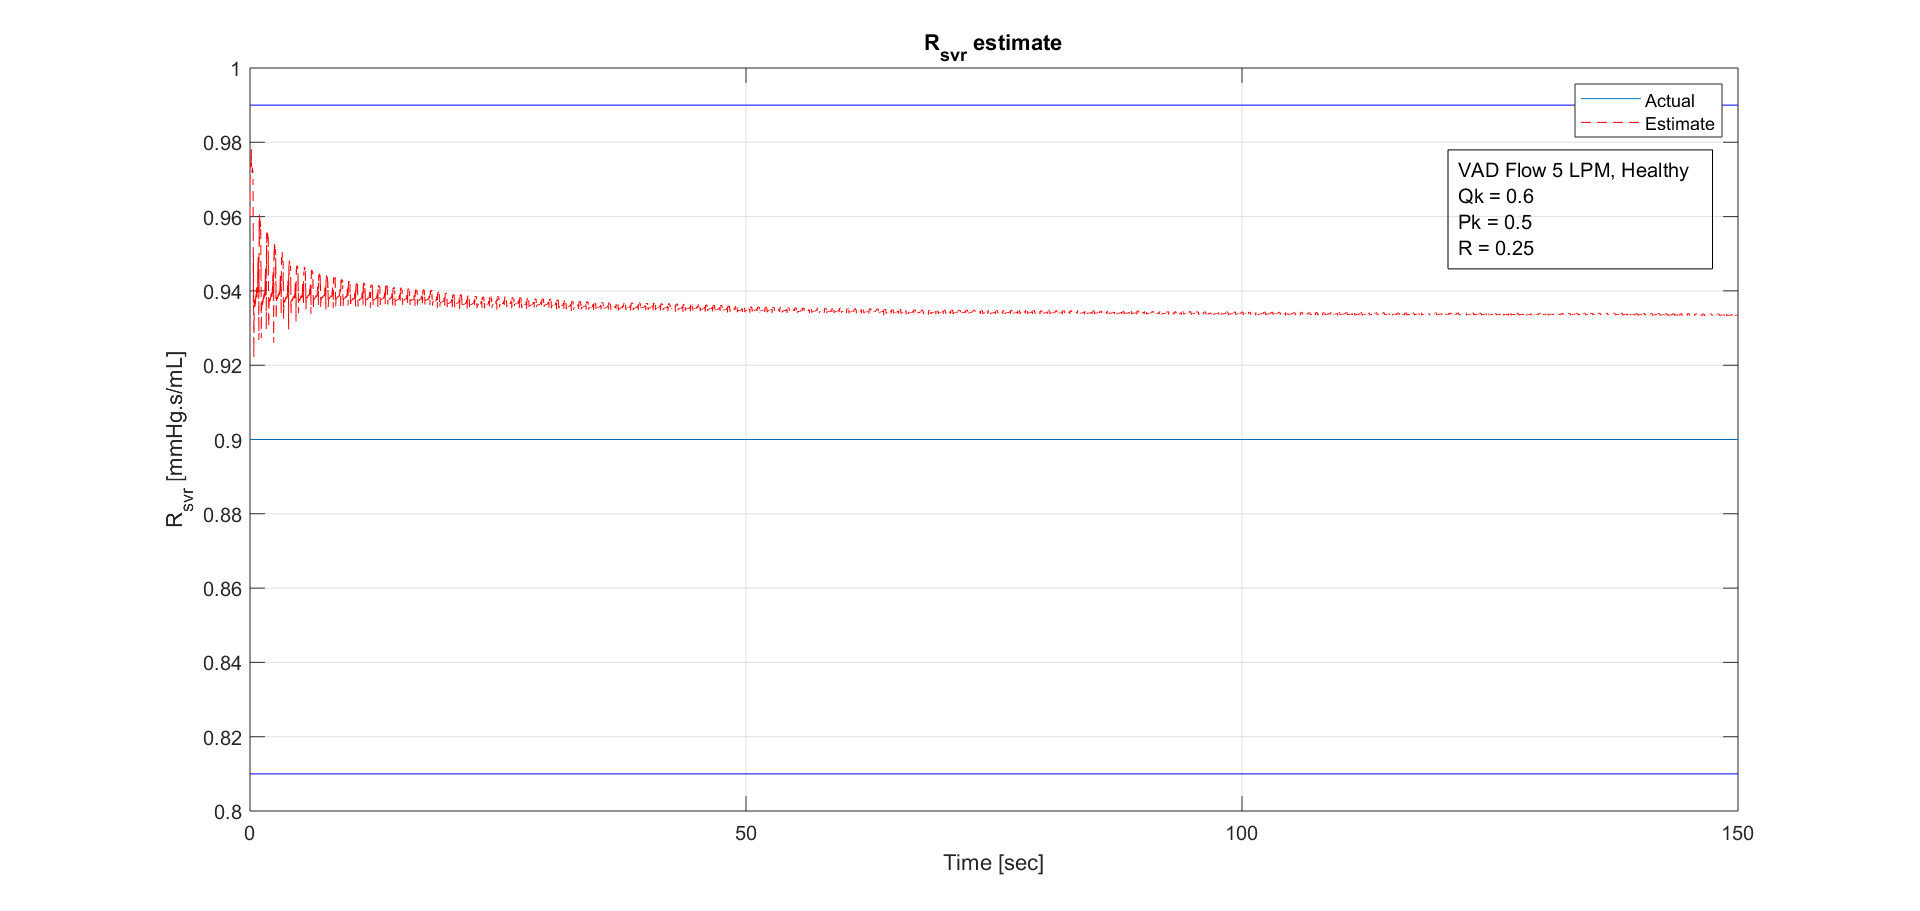 R_svr estimate
1
0.98
0.96
0.94
0.92
0.9
0.88
0.86
0.84
0.82
0.8
R_svr [mmHg.s/mL]
Actual
Estimate
VAD Flow 5 LPM, Healthy
Qk = 0.6
Pk = 0.5
R = 0.25
0 50 100 150
Time [sec]